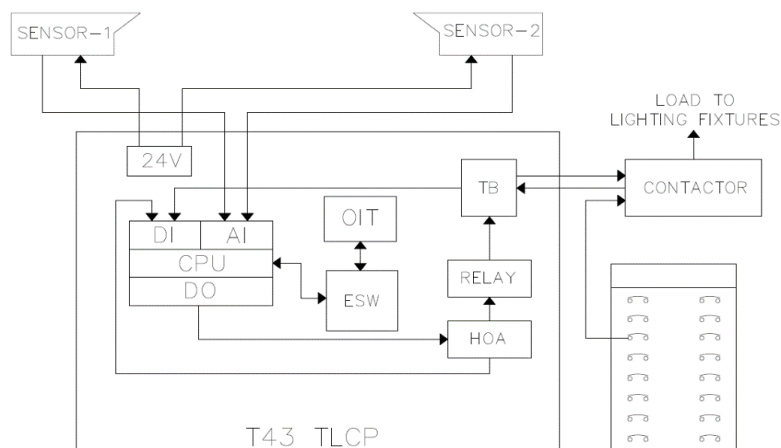 SENSOR-1
SENSOR-2
LOAD TO
LIGHTING FIXTURES
24V
TB
CONTACTOR
OIT
DI
AI
CPU
DO
ESW
RELAY
HOA
T43 TLCP